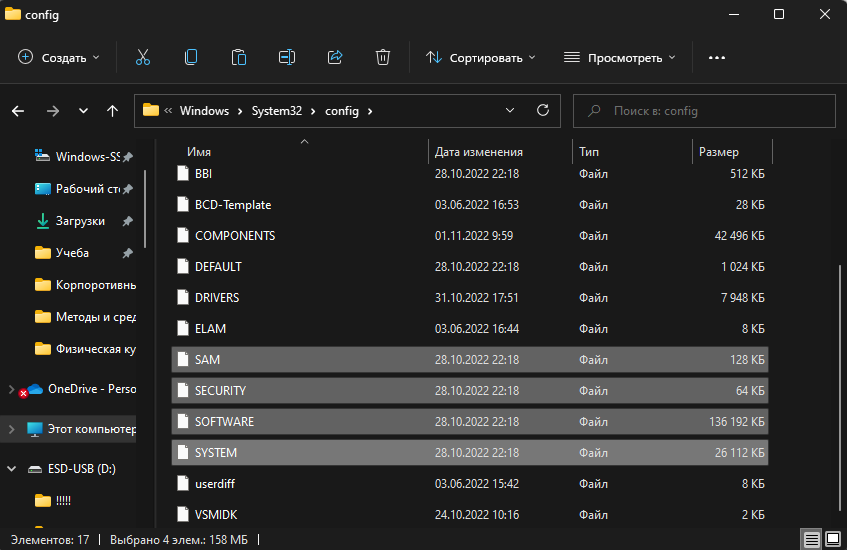 config
Создать
Сортировать
Просмотреть
« Windows › System32 › config ›
Поиск в: config
Имя Дата изменения Тип Размер
Windows-SS
Рабочий сто
Загрузки
Учеба
Корпоротивны
Методы и сред
Физическая ку
OneDrive - Perso
Этот компьютер
ESD-USB (D:)
!!!!!
BBI 28.10.2022 22:18 Файл 512 КБ
BCD-Template 03.06.2022 16:53 Файл 28 КБ
COMPONENTS 01.11.2022 9:59 Файл 42 496 КБ
DEFAULT 28.10.2022 22:18 Файл 1 024 КБ
DRIVERS 31.10.2022 17:51 Файл 7 948 КБ
ELAM 03.06.2022 16:44 Файл 8 КБ
SAM 28.10.2022 22:18 Файл 128 КБ
SECURITY 28.10.2022 22:18 Файл 64 КБ
SOFTWARE 28.10.2022 22:18 Файл 136 192 КБ
SYSTEM 28.10.2022 22:18 Файл 26 112 КБ
userdiff 03.06.2022 15:42 Файл 8 КБ
VSMIDK 24.10.2022 10:16 Файл 2 КБ
Элементов: 17 | Выбрано 4 элем.: 158 МБ |